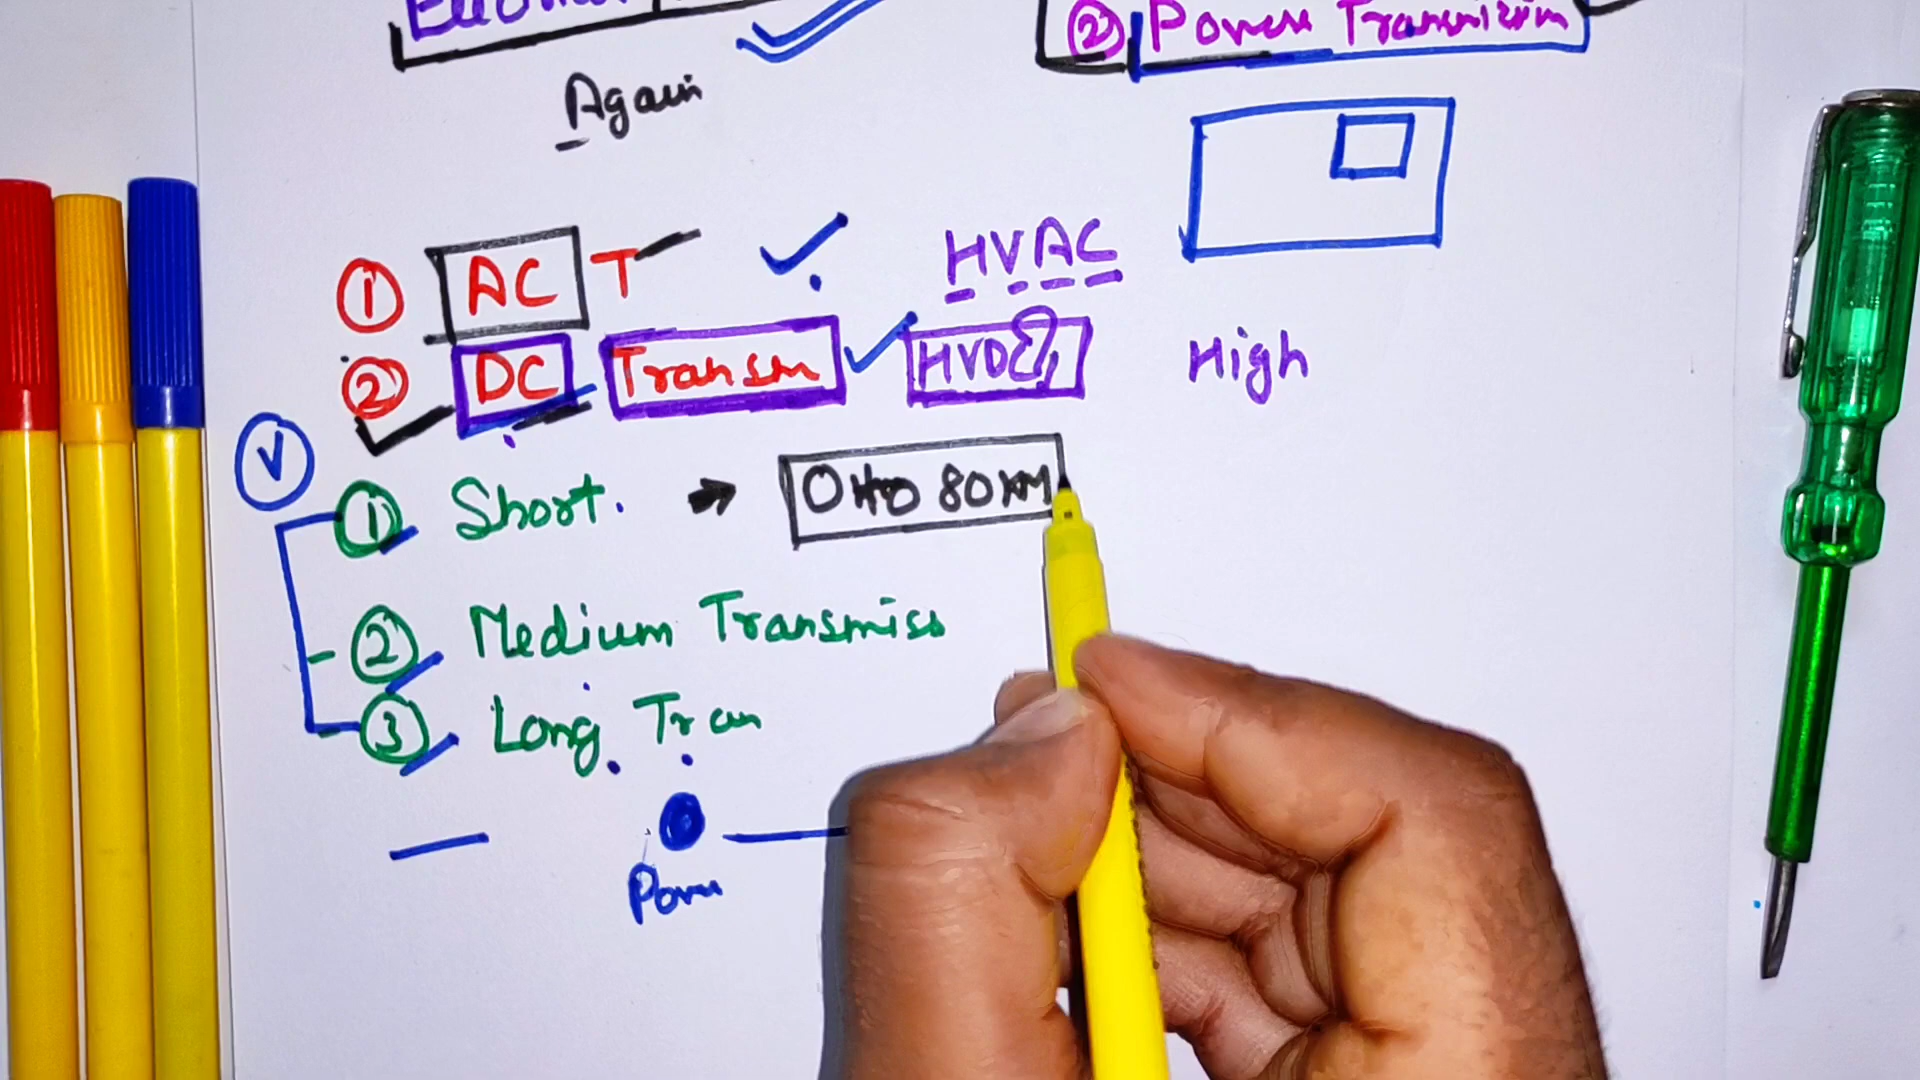 ② Power Transmission
Again
① AC T
HVAC
② DC Transm HVDC High
V
① Short. → 0 to 80 KM
② Medium Transmiss
③ Long Tran